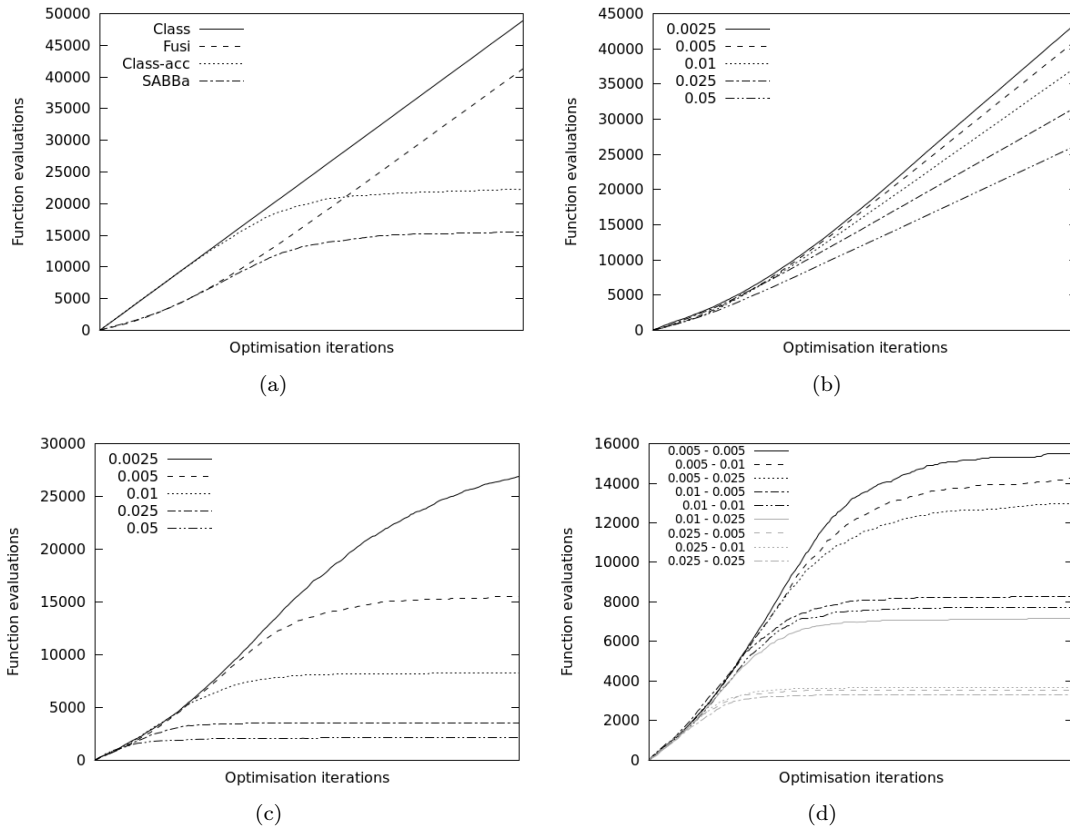 50000
45000
40000
35000
30000
25000
20000
15000
10000
5000
0
Function evaluations
Class
Fusi
Class-acc
SABBa
Optimisation iterations
(a)
45000
40000
35000
30000
25000
20000
15000
10000
5000
0
Function evaluations
0.0025
0.005
0.01
0.025
0.05
Optimisation iterations
(b)
30000
25000
20000
15000
10000
5000
0
Function evaluations
0.0025
0.005
0.01
0.025
0.05
Optimisation iterations
(c)
16000
14000
12000
10000
8000
6000
4000
2000
0
Function evaluations
0.005 - 0.005
0.005 - 0.01
0.005 - 0.025
0.01 - 0.005
0.01 - 0.01
0.01 - 0.025
0.025 - 0.005
0.025 - 0.01
0.025 - 0.025
Optimisation iterations
(d)